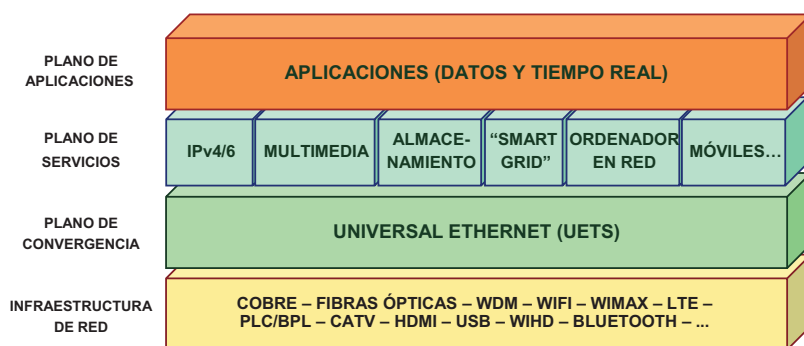 PLANO DE
APLICACIONES
APLICACIONES (DATOS Y TIEMPO REAL)
PLANO DE
SERVICIOS
IPv4/6
MULTIMEDIA
ALMACE-
NAMIENTO
“SMART
GRID”
ORDENADOR
EN RED
MÓVILES…
PLANO DE
CONVERGENCIA
UNIVERSAL ETHERNET (UETS)
INFRAESTRUCTURA
DE RED
COBRE – FIBRAS ÓPTICAS – WDM – WIFI – WIMAX – LTE –
PLC/BPL – CATV – HDMI – USB – WIHD – BLUETOOTH – ...